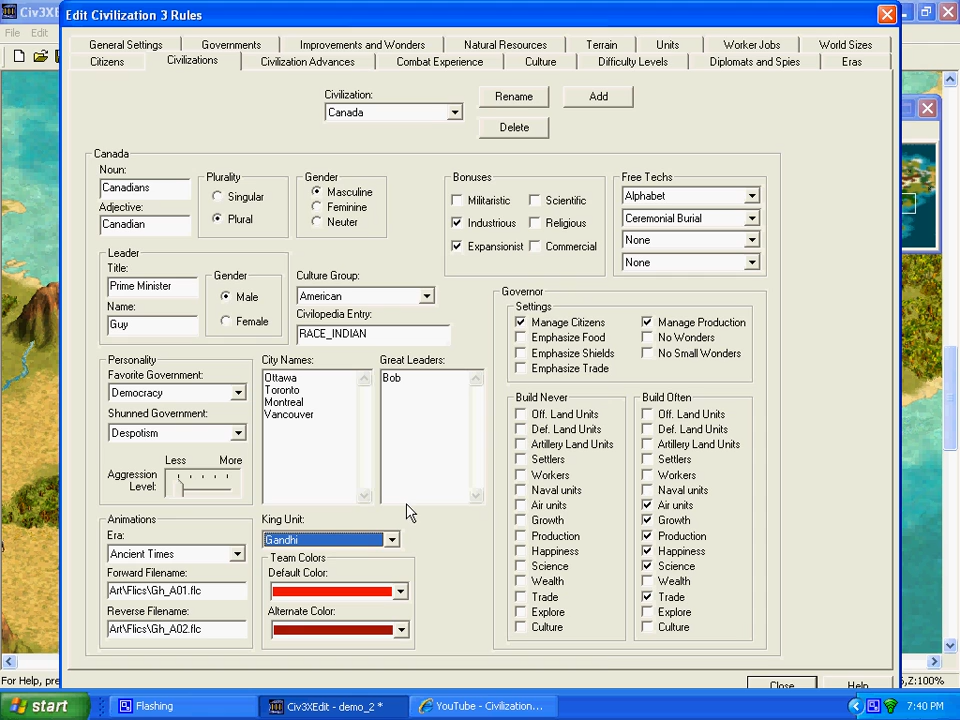 Civ3XE
Edit Civilization 3 Rules
File Edit
General Settings Governments Improvements and Wonders Natural Resources Terrain Units Worker Jobs World Sizes
Citizens Civilizations Civilization Advances Combat Experience Culture Difficulty Levels Diplomats and Spies Eras
Civilization:
Canada
Rename
Add
Delete
Canada
Noun:
Canadians
Adjective:
Canadian
Plurality
Singular
Plural
Gender
Masculine
Feminine
Neuter
Bonuses
Militaristic Scientific
Industrious Religious
Expansionist Commercial
Free Techs
Alphabet
Ceremonial Burial
None
None
Leader
Title:
Prime Minister
Name:
Guy
Gender
Male
Female
Culture Group:
American
Civilopedia Entry:
RACE_INDIAN
Personality
Favorite Government:
Democracy
Shunned Government:
Despotism
Less More
Aggression
Level:
City Names:
Ottawa
Toronto
Montreal
Vancouver
Great Leaders:
Bob
Governor
Settings
Manage Citizens Manage Production
Emphasize Food No Wonders
Emphasize Shields No Small Wonders
Emphasize Trade
Build Never
Off. Land Units
Def. Land Units
Artillery Land Units
Settlers
Workers
Naval units
Air units
Growth
Production
Happiness
Science
Wealth
Trade
Explore
Culture
Build Often
Off. Land Units
Def. Land Units
Artillery Land Units
Settlers
Workers
Naval units
Air units
Growth
Production
Happiness
Science
Wealth
Trade
Explore
Culture
Animations
Era:
Ancient Times
Forward Filename:
Art\Flics\Gh_A01.flc
Reverse Filename:
Art\Flics\Gh_A02.flc
King Unit:
Gandhi
Team Colors
Default Color:
Alternate Color:
Close Help
For Help, pre
Z:100%
start Flashing Civ3XEdit - demo_2 * YouTube - Civilization... 7:40 PM